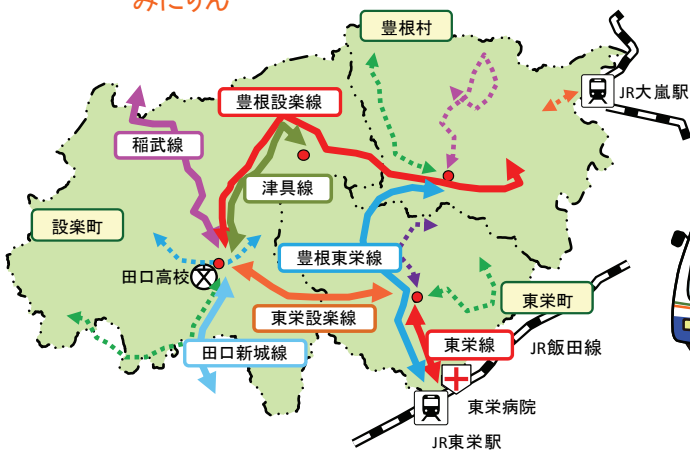 みにりん
豊根村
JR大嵐駅
豊根設楽線
稲武線
津具線
設楽町
豊根東栄線
田口高校
東栄設楽線
東栄町
田口新城線
東栄線
JR飯田線
東栄病院
JR東栄駅